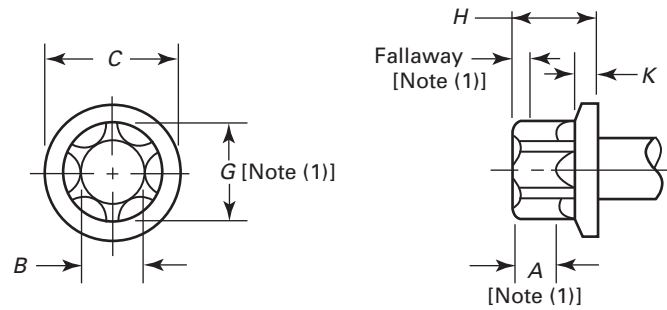 C
G [Note (1)]
B
H
Fallaway
[Note (1)]
K
A
[Note (1)]